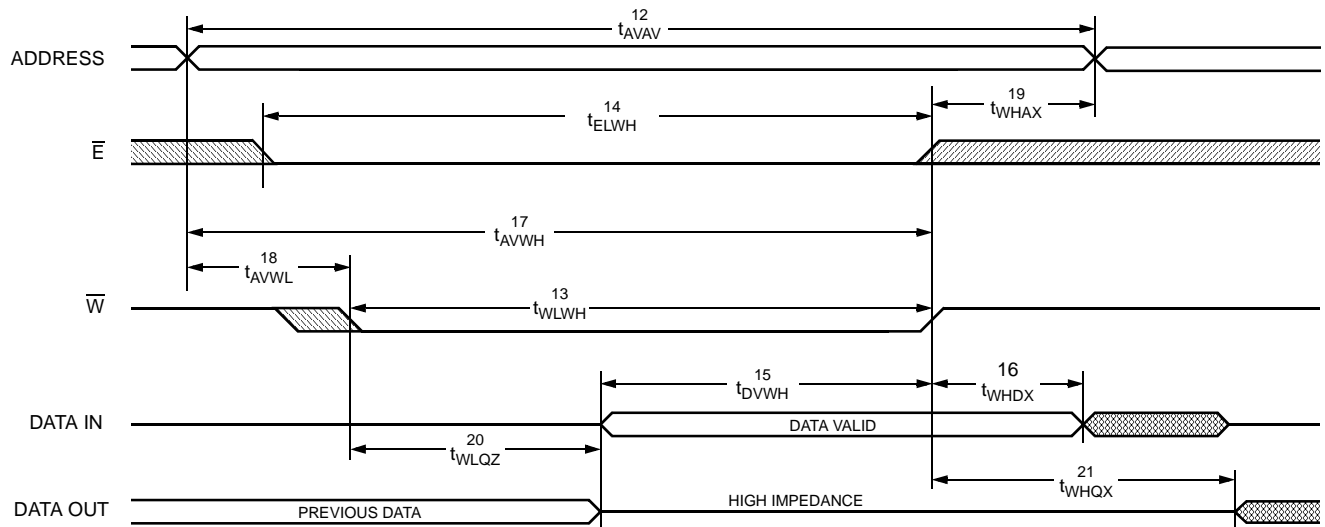 12
tAVAV
ADDRESS
14
tELWH
19
tWHAX
E̅
17
tAVWH
18
tAVWL
W̅
13
tWLWH
15
tDVWH
16
tWHDX
DATA IN
DATA VALID
20
tWLQZ
21
tWHQX
DATA OUT
PREVIOUS DATA
HIGH IMPEDANCE